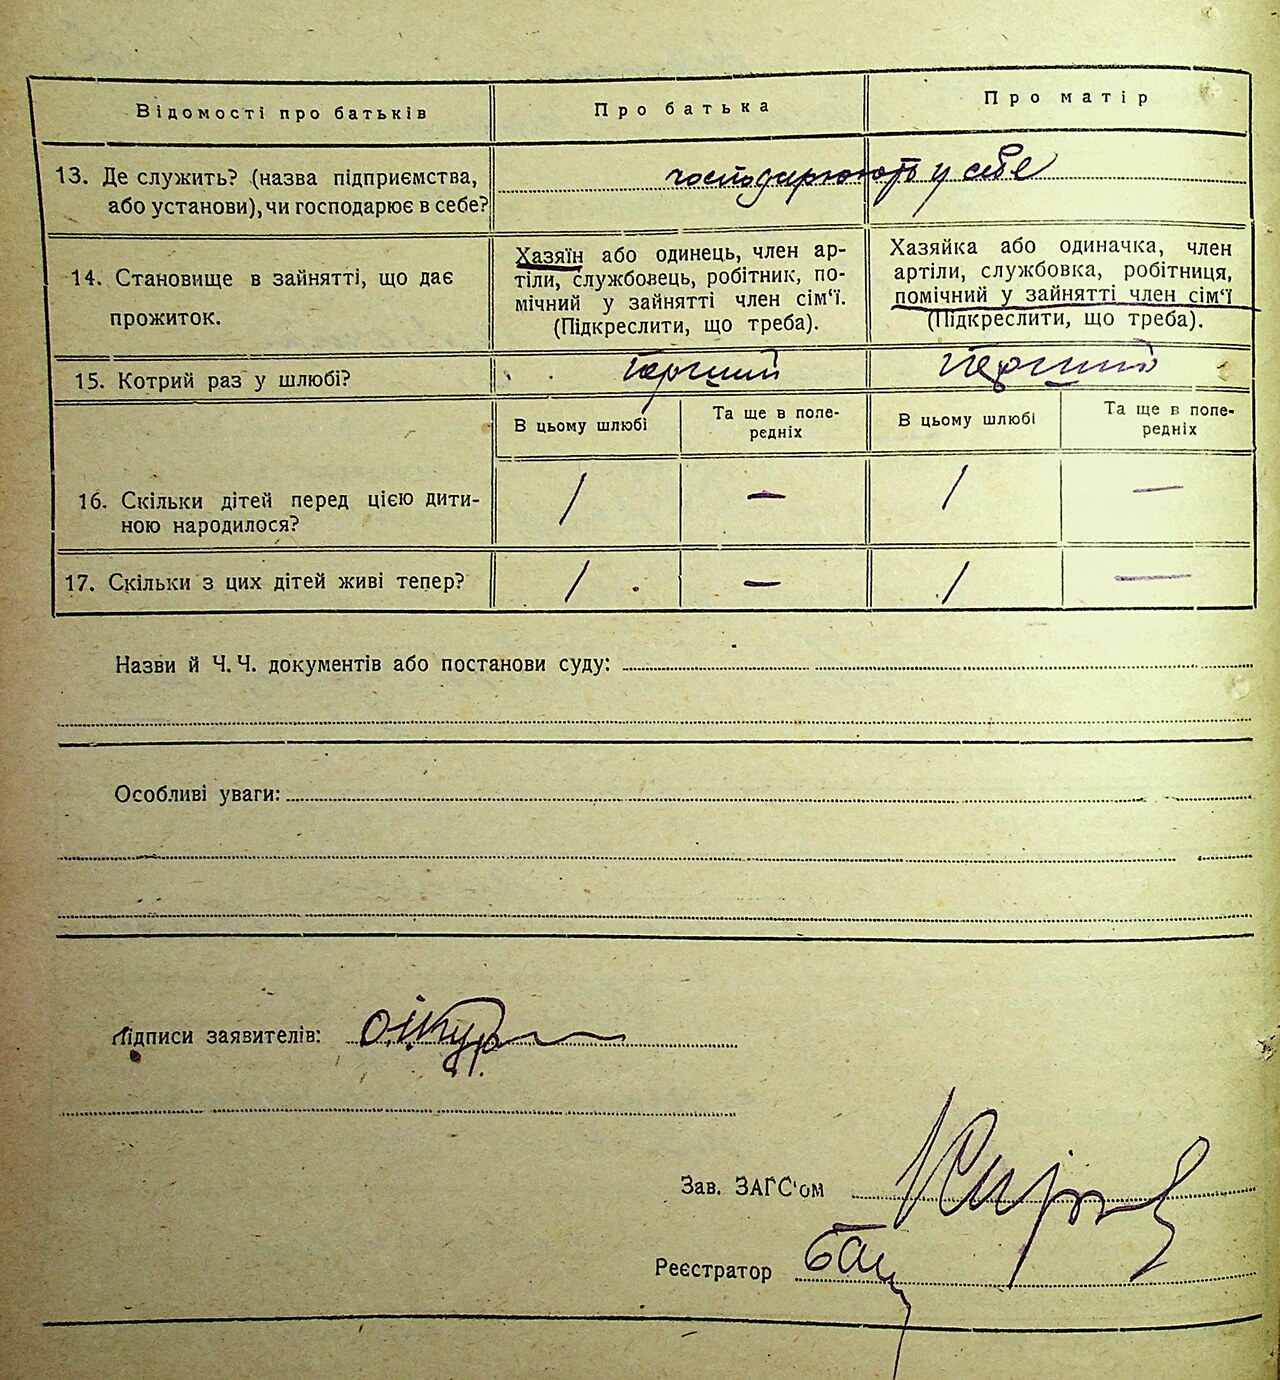 Відомості про батьків
Про батька
Про матір
13. Де служить? (назва підприємства,
або установи), чи господарює в себе?
господарюють у себе
14. Становище в зайнятті, що дає
прожиток.
Хазяїн або одинець, член ар-
тіли, службовець, робітник, по-
мічний у зайнятті член сім‘ї.
(Підкреслити, що треба).
Хазяйка або одиначка, член
артіли, службовка, робітниця,
помічний у зайнятті член сім‘ї
(Підкреслити, що треба).
15. Котрий раз у шлюбі?
Перший
Перший
В цьому шлюбі
Та ще в попе-
редніх
В цьому шлюбі
Та ще в попе-
редніх
16. Скільки дітей перед цією дити-
ною народилося?
1
—
1
—
17. Скільки з цих дітей живі тепер?
1
—
1
—
Назви й Ч. Ч. документів або постанови суду:
Особливі уваги:
Підписи заявителів:
Зав. ЗАГС‘ом
Реєстратор